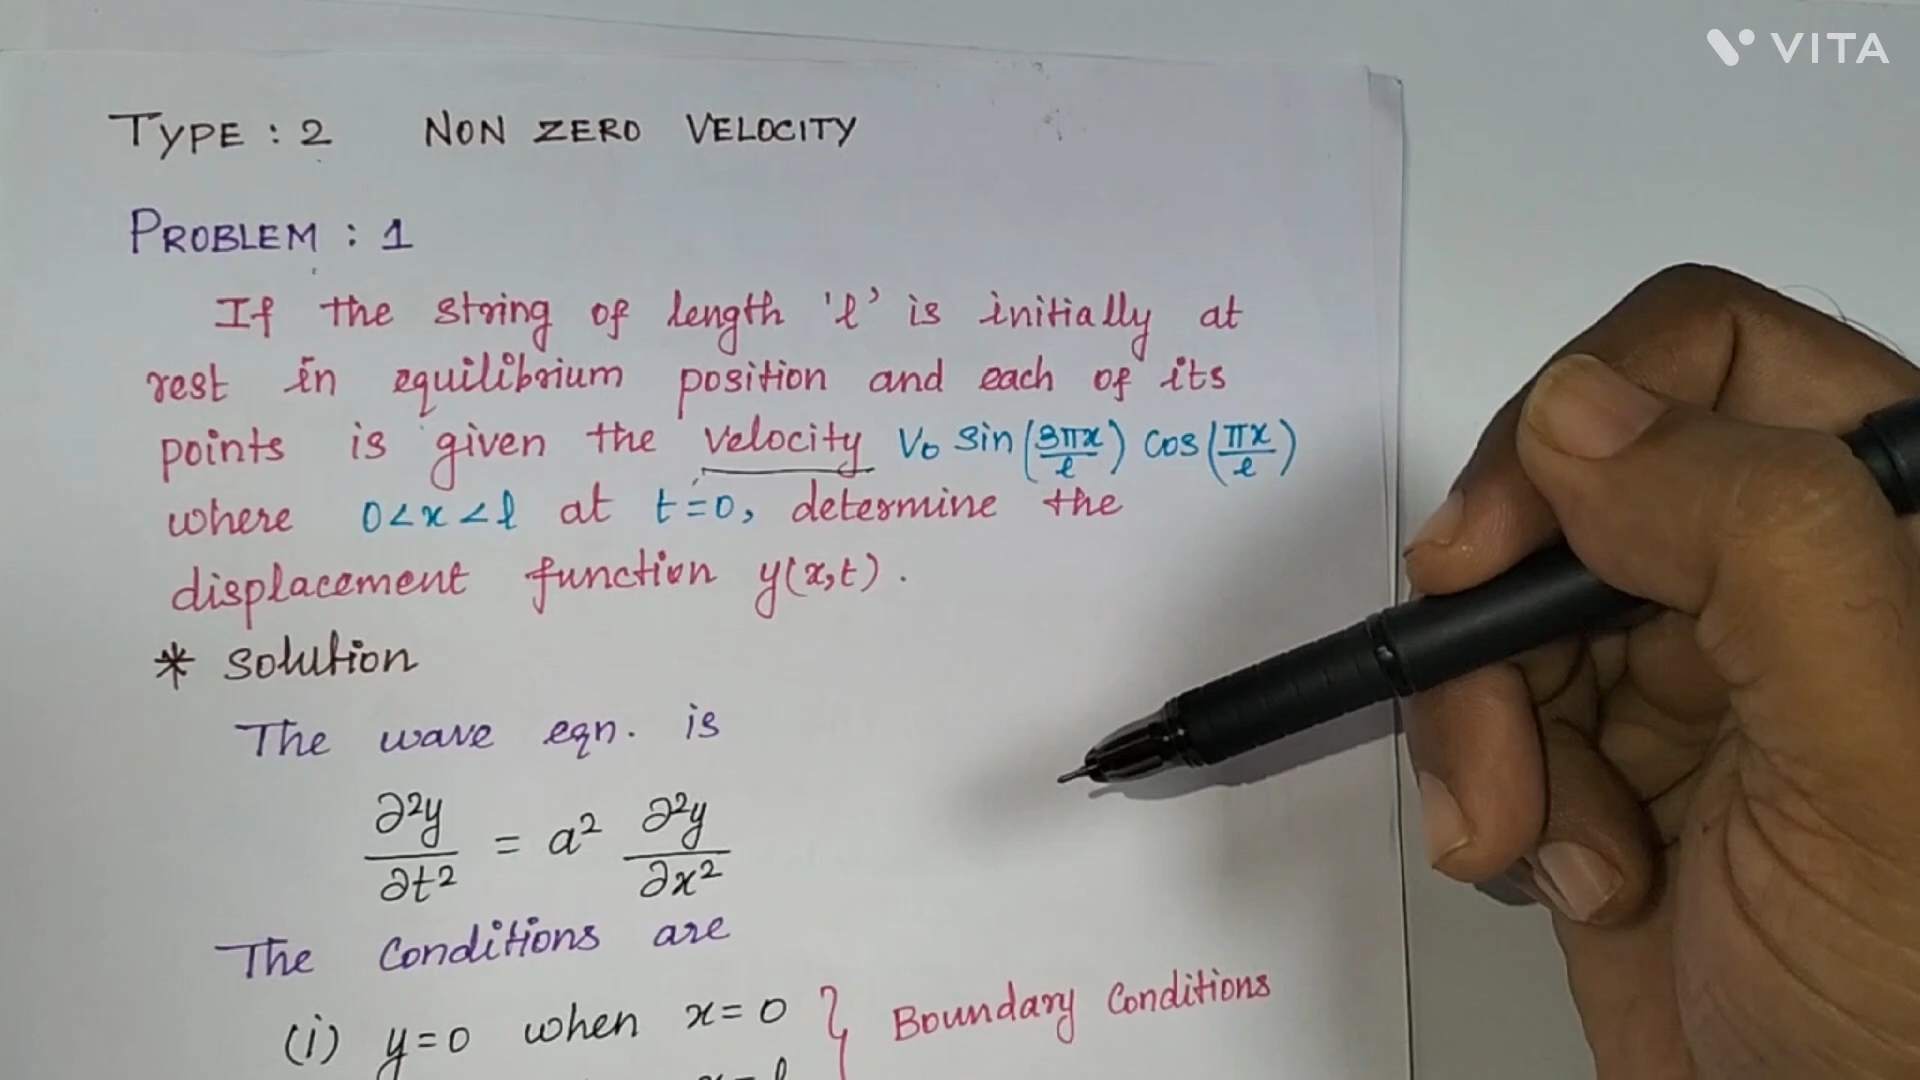 VITA
TYPE : 2 NON ZERO VELOCITY
PROBLEM : 1
If the string of length 'l' is initially at
rest in equilibrium position and each of its
points is given the velocity V₀ sin(3πx/l) cos(πx/l)
where 0<x<l at t=0, determine the
displacement function y(x,t).
* Solution
The wave eqn. is
∂²y/∂t² = a² ∂²y/∂x²
The Conditions are
(i) y=0 when x=0 } Boundary Conditions
x=l